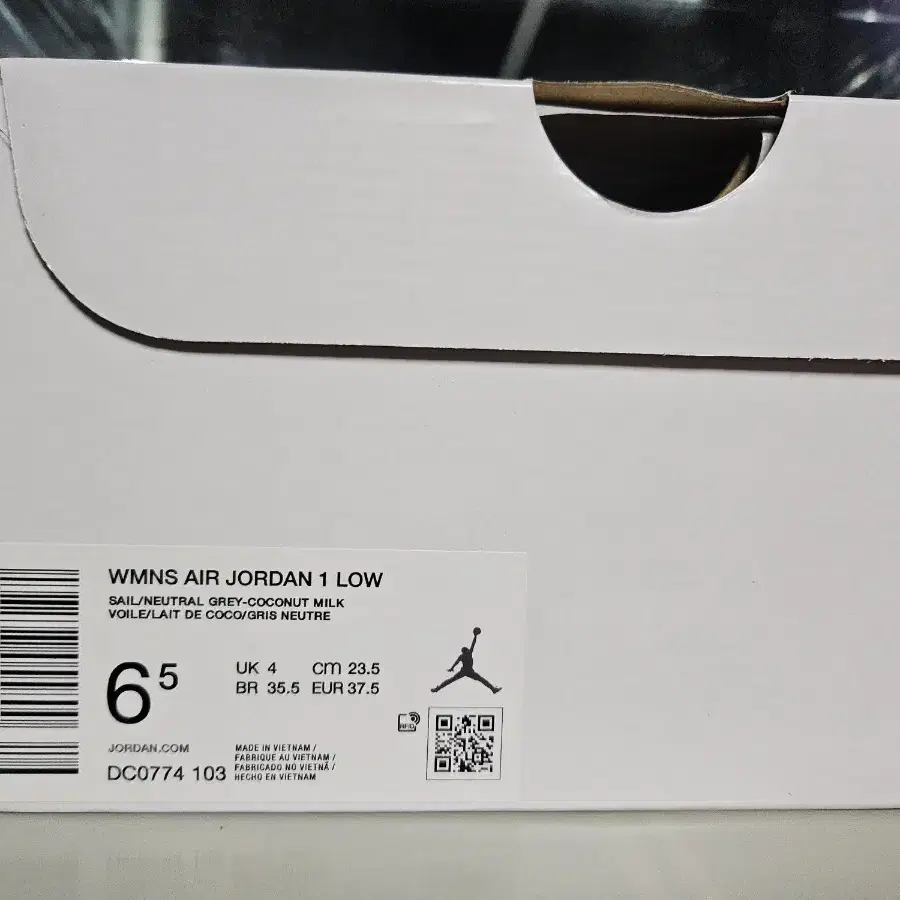 WMNS AIR JORDAN 1 LOW
SAIL/NEUTRAL GREY-COCONUT MILK
VOILE/LAIT DE COCO/GRIS NEUTRE
6⁵
UK 4 cm 23.5
BR 35.5 EUR 37.5
RFID
JORDAN.COM
DC0774 103
MADE IN VIETNAM /
FABRIQUE AU VIETNAM /
FABRICADO NO VIETNÃ /
HECHO EN VIETNAM